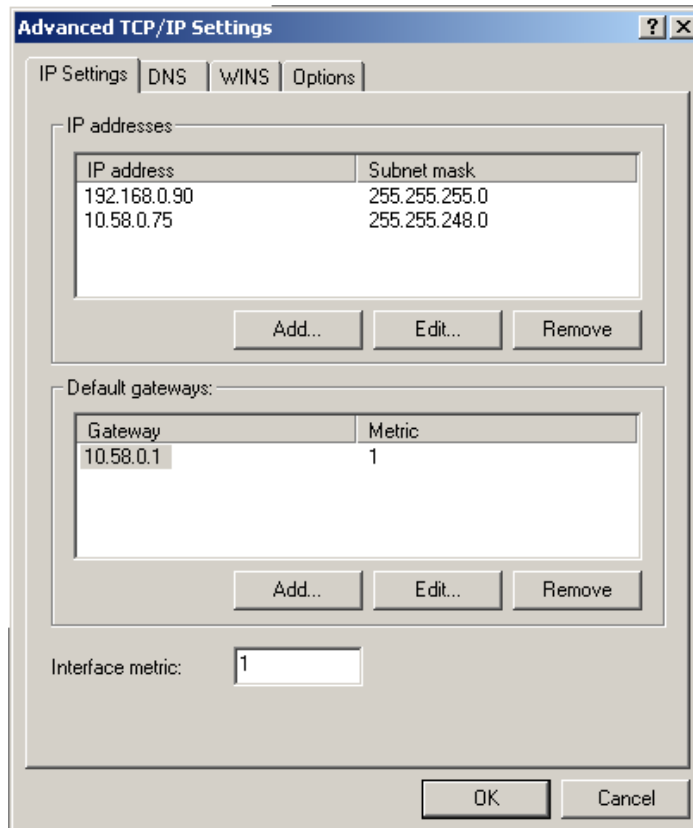 Advanced TCP/IP Settings
IP Settings DNS WINS Options
IP addresses
IP address Subnet mask
192.168.0.90 255.255.255.0
10.58.0.75 255.255.248.0
Add... Edit... Remove
Default gateways:
Gateway Metric
10.58.0.1 1
Add... Edit... Remove
Interface metric: 1
OK Cancel